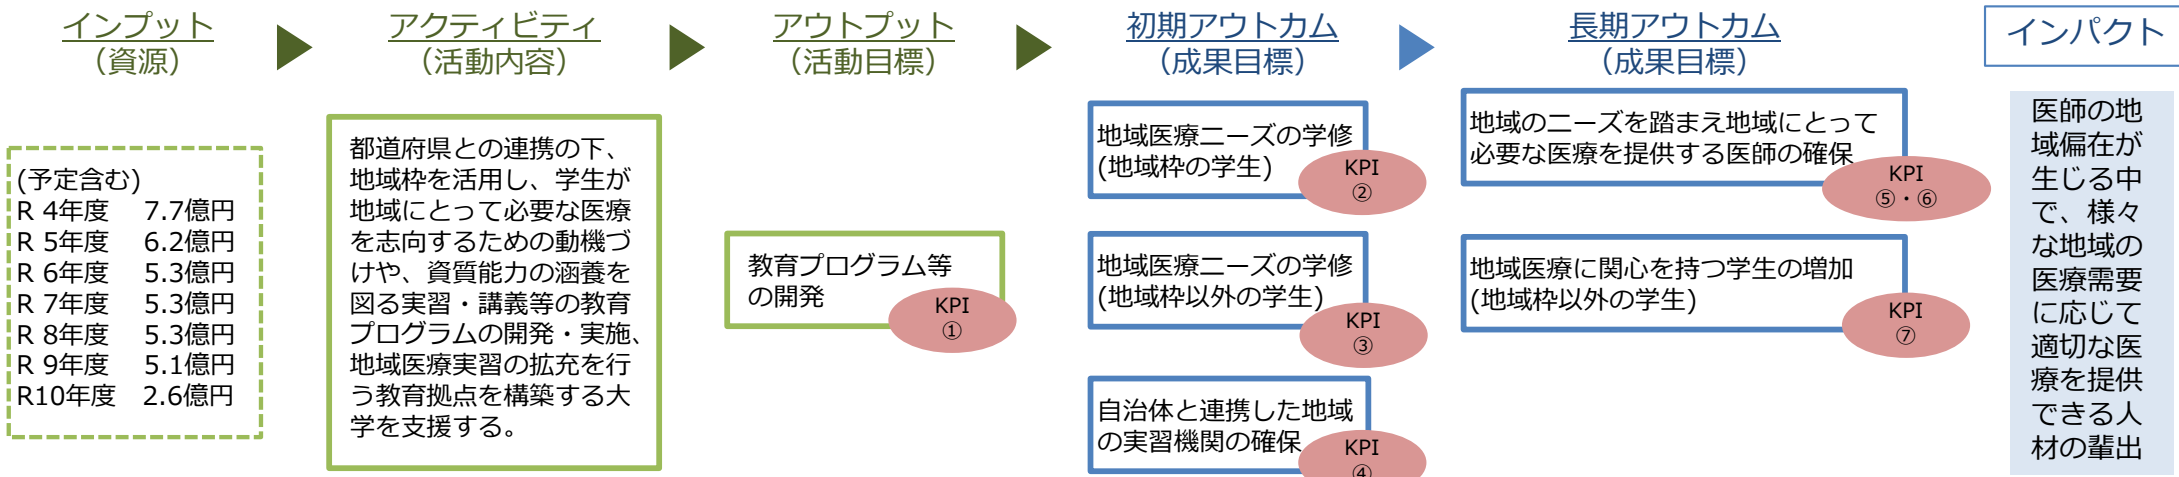 インプット
（資源）
アクティビティ
（活動内容）
アウトプット
（活動目標）
初期アウトカム
（成果目標）
長期アウトカム
（成果目標）
インパクト
(予定含む)
R 4年度 7.7億円
R 5年度 6.2億円
R 6年度 5.3億円
R 7年度 5.3億円
R 8年度 5.3億円
R 9年度 5.1億円
R10年度 2.6億円
都道府県との連携の下、
地域枠を活用し、学生が
地域にとって必要な医療
を志向するための動機づ
けや、資質能力の涵養を
図る実習・講義等の教育
プログラムの開発・実施、
地域医療実習の拡充を行
う教育拠点を構築する大
学を支援する。
教育プログラム等
の開発
KPI
①
地域医療ニーズの学修
(地域枠の学生)
KPI
②
地域医療ニーズの学修
(地域枠以外の学生)
KPI
③
自治体と連携した地域
の実習機関の確保
KPI
④
地域のニーズを踏まえ地域にとって
必要な医療を提供する医師の確保
KPI
⑤・⑥
地域医療に関心を持つ学生の増加
(地域枠以外の学生)
KPI
⑦
医師の地
域偏在が
生じる中
で、様々
な地域の
医療需要
に応じて
適切な医
療を提供
できる人
材の輩出